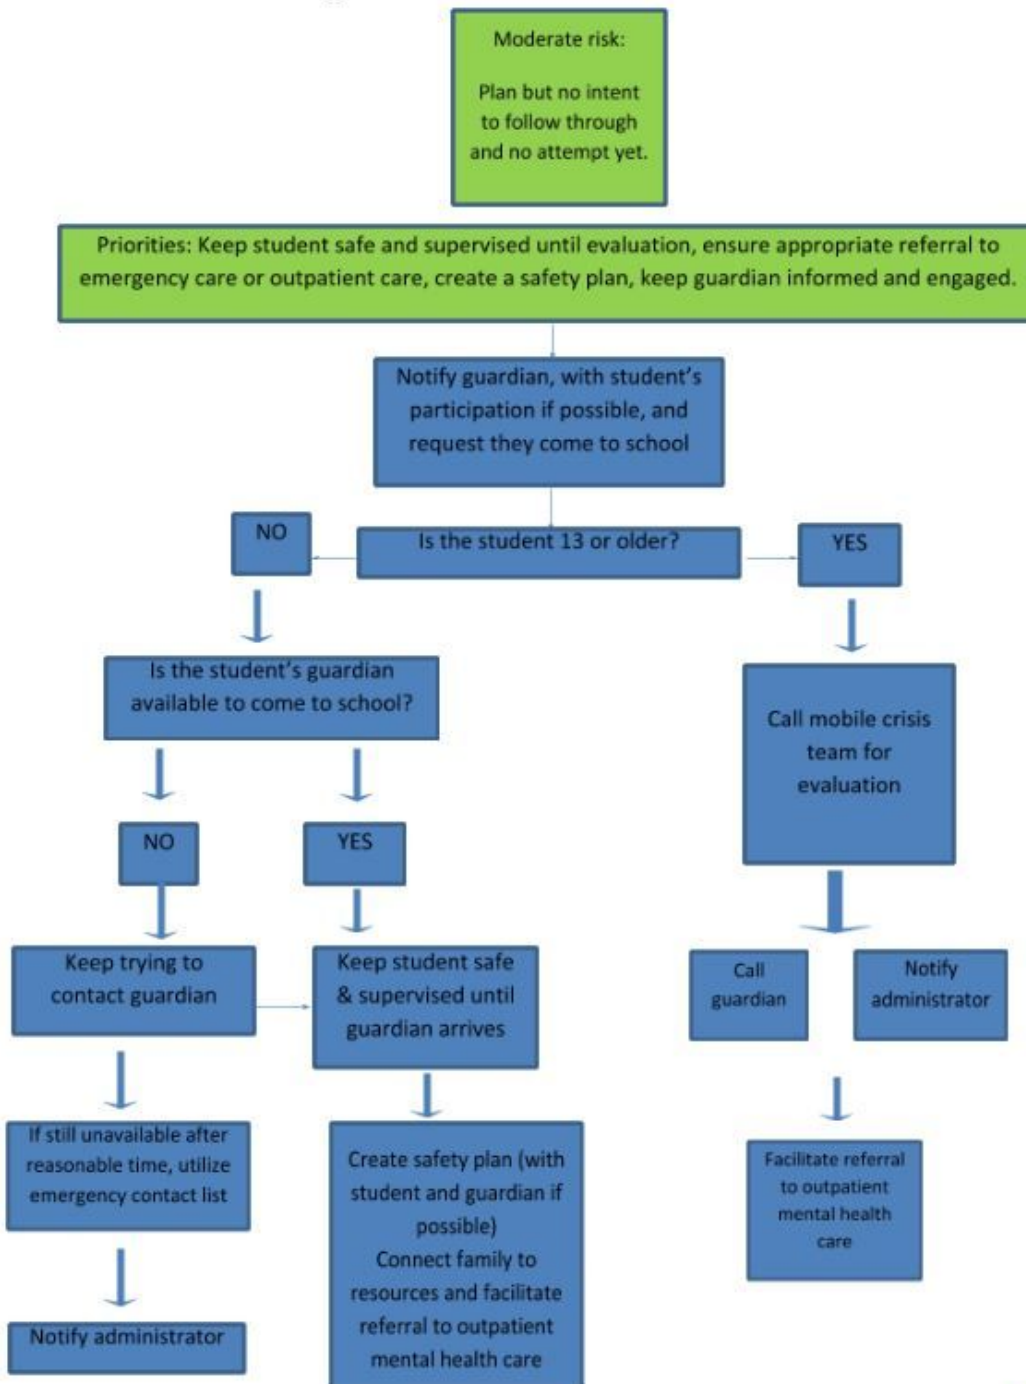 Moderate risk:
Plan but no intent
to follow through
and no attempt yet.
Priorities: Keep student safe and supervised until evaluation, ensure appropriate referral to
emergency care or outpatient care, create a safety plan, keep guardian informed and engaged.
Notify guardian, with student’s
participation if possible, and
request they come to school
NO
Is the student 13 or older?
YES
Is the student’s guardian
available to come to school?
Call mobile crisis
team for
evaluation
NO
YES
Keep trying to
contact guardian
Keep student safe
& supervised until
guardian arrives
Call
guardian
Notify
administrator
If still unavailable after
reasonable time, utilize
emergency contact list
Create safety plan (with
student and guardian if
possible)
Connect family to
resources and facilitate
referral to outpatient
mental health care
Facilitate referral
to outpatient
mental health
care
Notify administrator